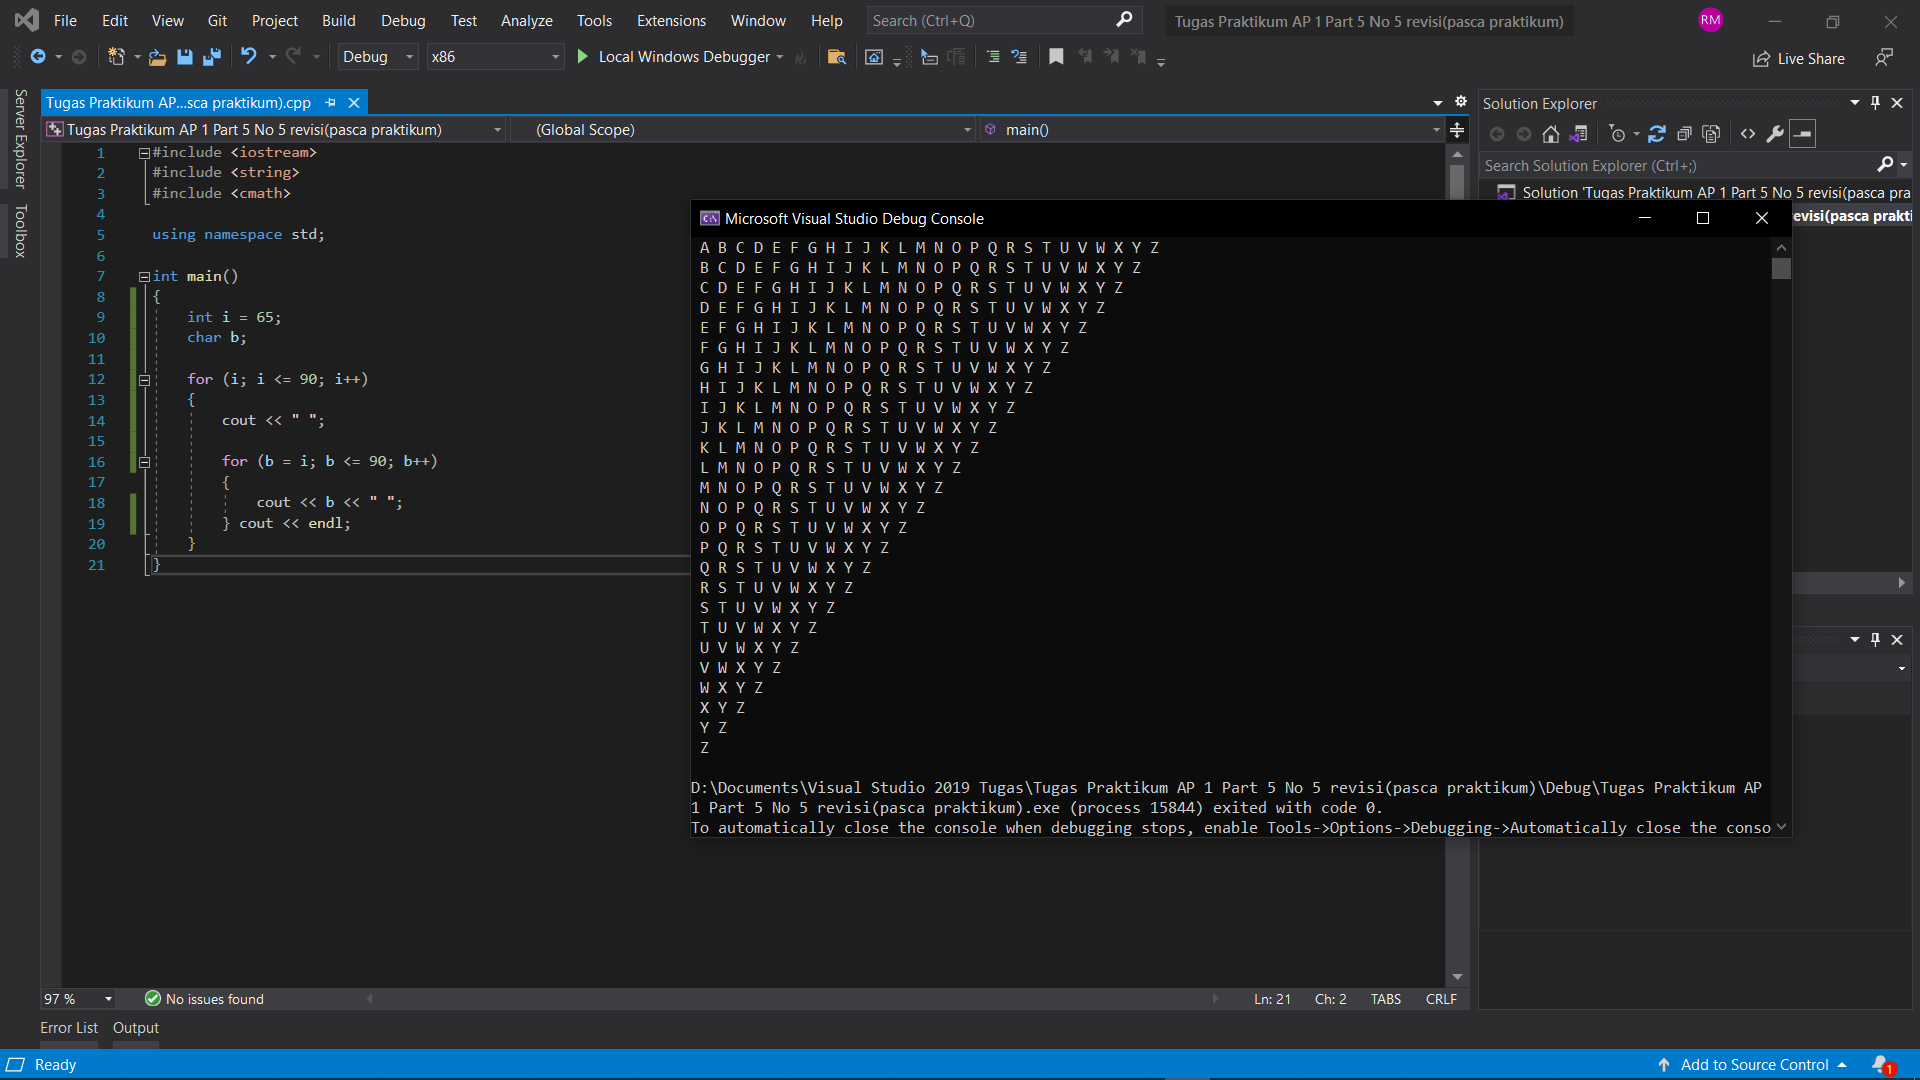 File Edit View Git Project Build Debug Test Analyze Tools Extensions Window Help Search (Ctrl+Q) Tugas Praktikum AP 1 Part 5 No 5 revisi(pasca praktikum) RM
Debug x86 Local Windows Debugger Live Share
Server Explorer
Toolbox
Tugas Praktikum AP...sca praktikum).cpp
Tugas Praktikum AP 1 Part 5 No 5 revisi(pasca praktikum) (Global Scope) main()
1 #include <iostream>
2 #include <string>
3 #include <cmath>
4
5 using namespace std;
6
7 int main()
8 {
9 int i = 65;
10 char b;
11
12 for (i; i <= 90; i++)
13 {
14 cout << " ";
15
16 for (b = i; b <= 90; b++)
17 {
18 cout << b << " ";
19 } cout << endl;
20 }
21 }
Solution Explorer
Search Solution Explorer (Ctrl+;)
Solution 'Tugas Praktikum AP 1 Part 5 No 5 revisi(pasca pra
revisi(pasca prakti
Microsoft Visual Studio Debug Console
A B C D E F G H I J K L M N O P Q R S T U V W X Y Z
B C D E F G H I J K L M N O P Q R S T U V W X Y Z
C D E F G H I J K L M N O P Q R S T U V W X Y Z
D E F G H I J K L M N O P Q R S T U V W X Y Z
E F G H I J K L M N O P Q R S T U V W X Y Z
F G H I J K L M N O P Q R S T U V W X Y Z
G H I J K L M N O P Q R S T U V W X Y Z
H I J K L M N O P Q R S T U V W X Y Z
I J K L M N O P Q R S T U V W X Y Z
J K L M N O P Q R S T U V W X Y Z
K L M N O P Q R S T U V W X Y Z
L M N O P Q R S T U V W X Y Z
M N O P Q R S T U V W X Y Z
N O P Q R S T U V W X Y Z
O P Q R S T U V W X Y Z
P Q R S T U V W X Y Z
Q R S T U V W X Y Z
R S T U V W X Y Z
S T U V W X Y Z
T U V W X Y Z
U V W X Y Z
V W X Y Z
W X Y Z
X Y Z
Y Z
Z
D:\Documents\Visual Studio 2019 Tugas\Tugas Praktikum AP 1 Part 5 No 5 revisi(pasca praktikum)\Debug\Tugas Praktikum AP
1 Part 5 No 5 revisi(pasca praktikum).exe (process 15844) exited with code 0.
To automatically close the console when debugging stops, enable Tools->Options->Debugging->Automatically close the conso
97 % No issues found Ln: 21 Ch: 2 TABS CRLF
Error List Output
Ready Add to Source Control 1